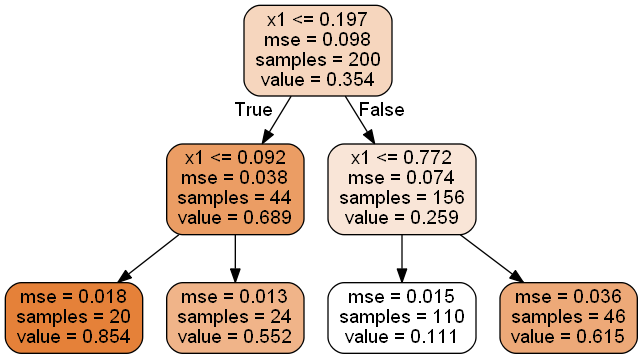 x1 <= 0.197
mse = 0.098
samples = 200
value = 0.354
True
False
x1 <= 0.092
mse = 0.038
samples = 44
value = 0.689
x1 <= 0.772
mse = 0.074
samples = 156
value = 0.259
mse = 0.018
samples = 20
value = 0.854
mse = 0.013
samples = 24
value = 0.552
mse = 0.015
samples = 110
value = 0.111
mse = 0.036
samples = 46
value = 0.615